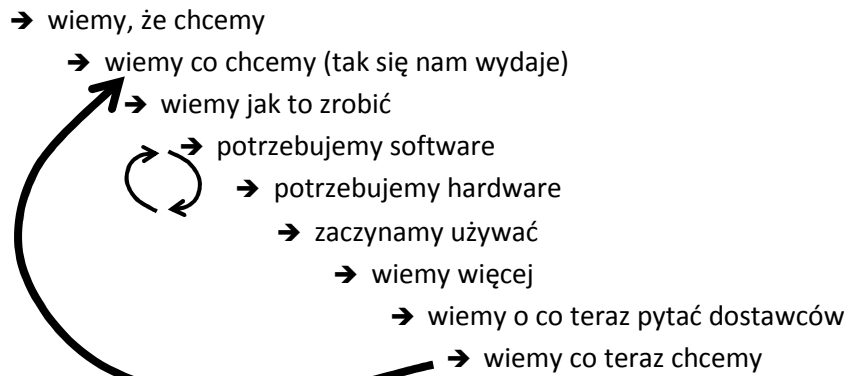 ➔ wiemy, że chcemy
➔ wiemy co chcemy (tak się nam wydaje)
➔ wiemy jak to zrobić
➔ potrzebujemy software
➔ potrzebujemy hardware
➔ zaczynamy używać
➔ wiemy więcej
➔ wiemy o co teraz pytać dostawców
➔ wiemy co teraz chcemy